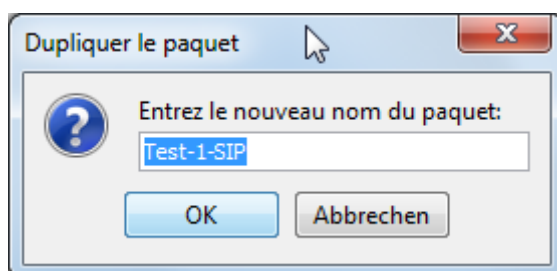 Dupliquer le paquet
Entrez le nouveau nom du paquet:
Test-1-SIP
OK
Abbrechen